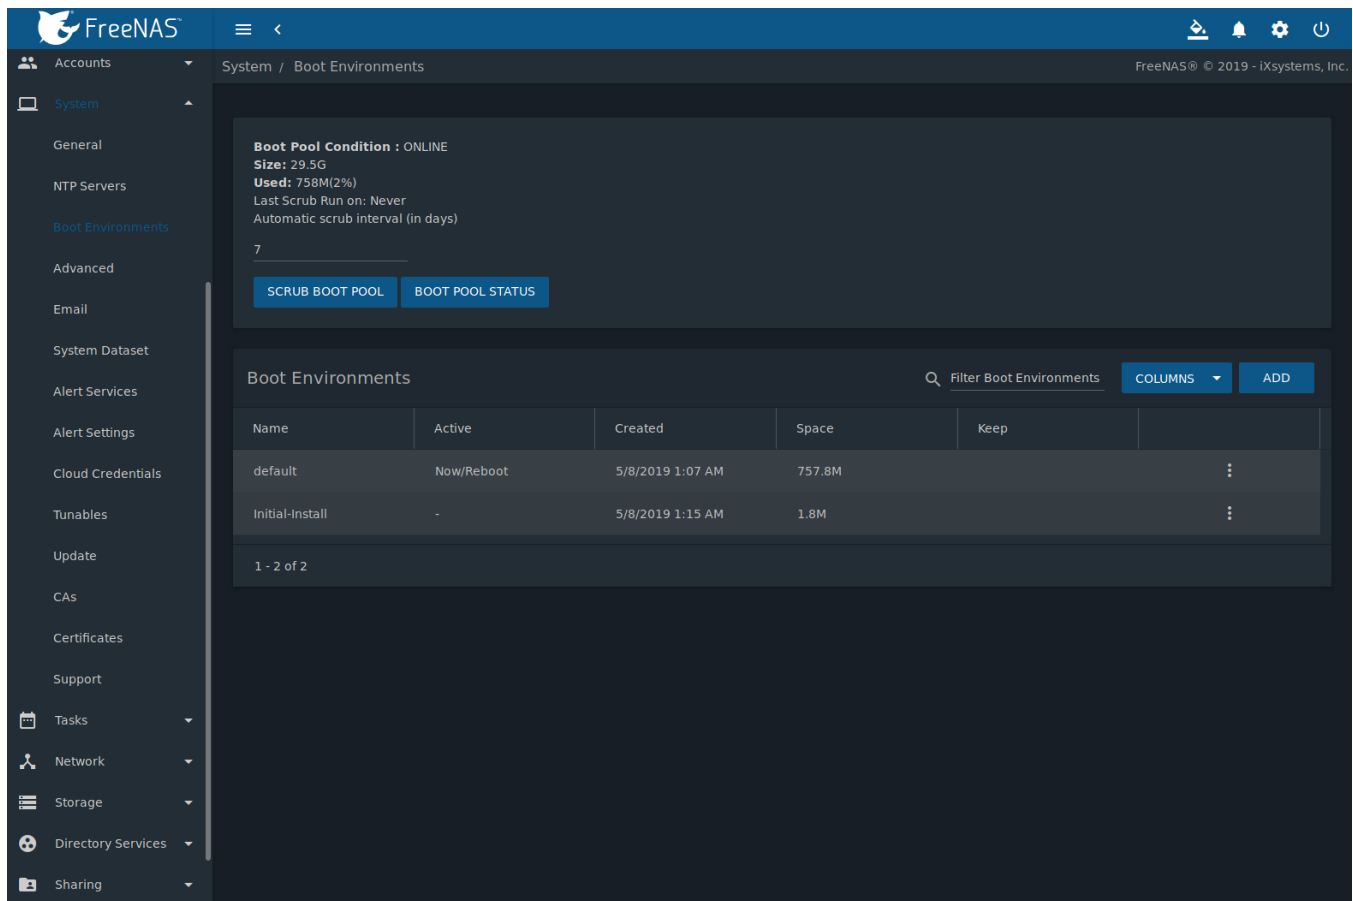 FreeNAS™
System / Boot Environments
FreeNAS® © 2019 - iXsystems, Inc.
Accounts
System
General
NTP Servers
Boot Environments
Advanced
Email
System Dataset
Alert Services
Alert Settings
Cloud Credentials
Tunables
Update
CAs
Certificates
Support
Tasks
Network
Storage
Directory Services
Sharing
Boot Pool Condition : ONLINE
Size: 29.5G
Used: 758M(2%)
Last Scrub Run on: Never
Automatic scrub interval (in days)
7
SCRUB BOOT POOL BOOT POOL STATUS
Boot Environments Filter Boot Environments COLUMNS ADD
Name Active Created Space Keep
default Now/Reboot 5/8/2019 1:07 AM 757.8M
Initial-Install - 5/8/2019 1:15 AM 1.8M
1 - 2 of 2